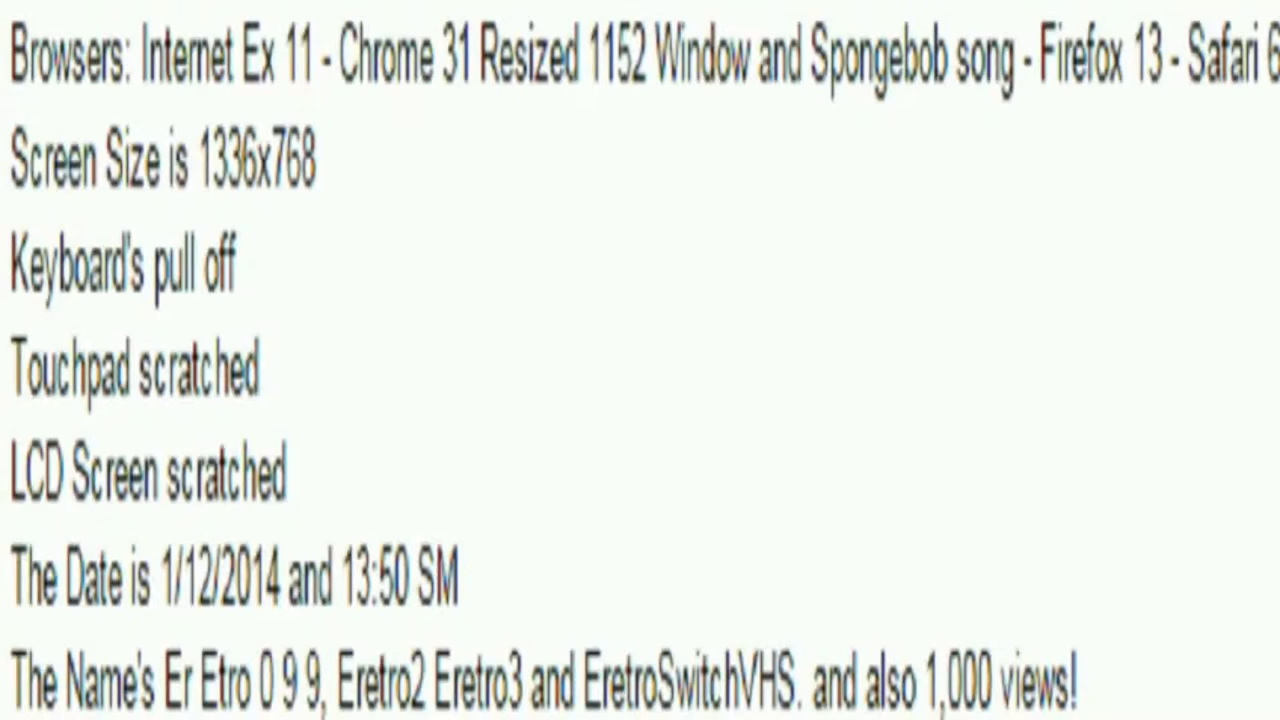 Browsers: Internet Ex 11 - Chrome 31 Resized 1152 Window and Spongebob song - Firefox 13 - Safari 6
Screen Size is 1336x768
Keyboard's pull off
Touchpad scratched
LCD Screen scratched
The Date is 1/12/2014 and 13:50 SM
The Name's Er Etro 0 9 9, Eretro2 Eretro3 and EretroSwitchVHS. and also 1,000 views!